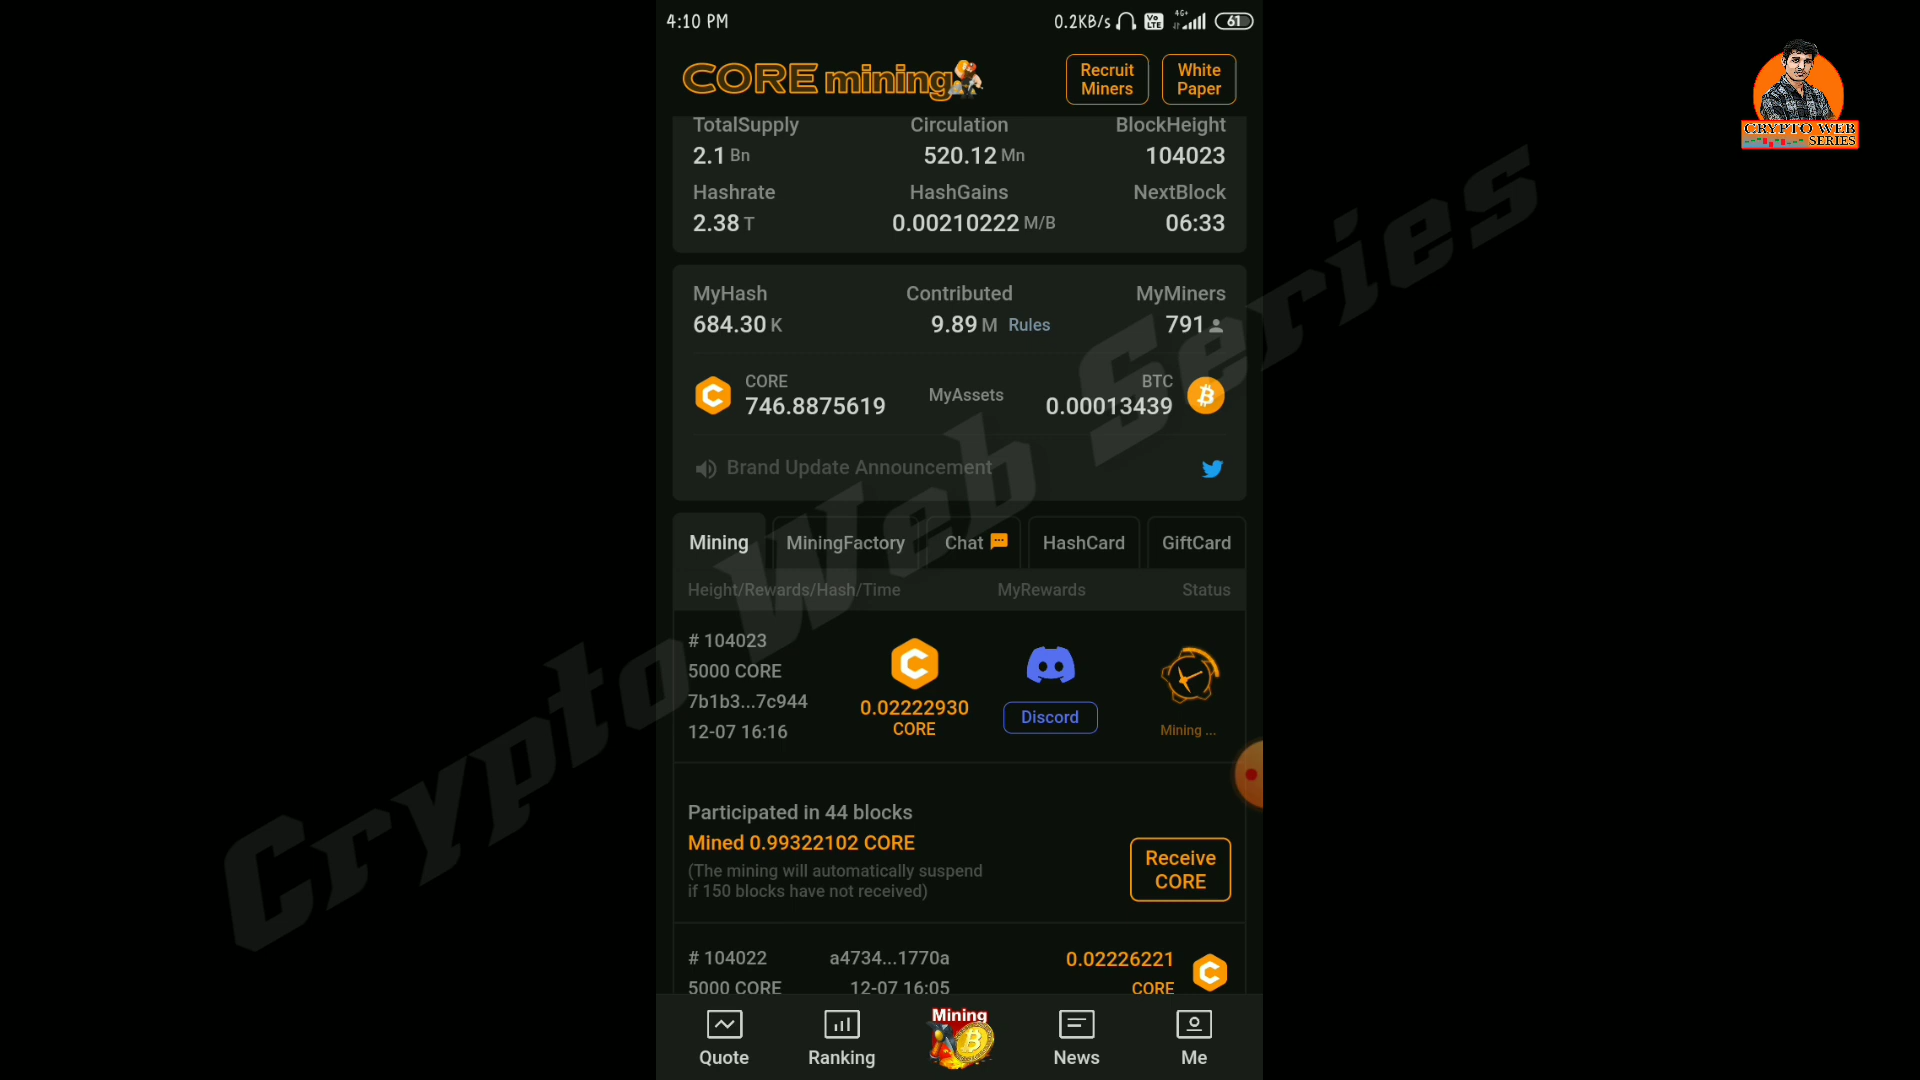 4:10 PM 0.2KB/s Vo LTE 4G+ 61
CORE mining
Recruit Miners
White Paper
CRYPTO WEB
SERIES
TotalSupply Circulation BlockHeight
2.1 Bn 520.12 Mn 104023
Hashrate HashGains NextBlock
2.38 T 0.00210222 M/B 06:33
MyHash Contributed MyMiners
684.30 K 9.89 M Rules 791
CORE
746.8875619
MyAssets
BTC
0.00013439
Brand Update Announcement
Mining MiningFactory Chat HashCard GiftCard
Height/Rewards/Hash/Time MyRewards Status
# 104023
5000 CORE
7b1b3...7c944
12-07 16:16
0.02222930
CORE
Discord
Mining ...
Participated in 44 blocks
Mined 0.99322102 CORE
(The mining will automatically suspend
if 150 blocks have not received)
Receive
CORE
# 104022 a4734...1770a 0.02226221
5000 CORE 12-07 16:05 CORE
Mining
Quote Ranking News Me
Crypto Web Series